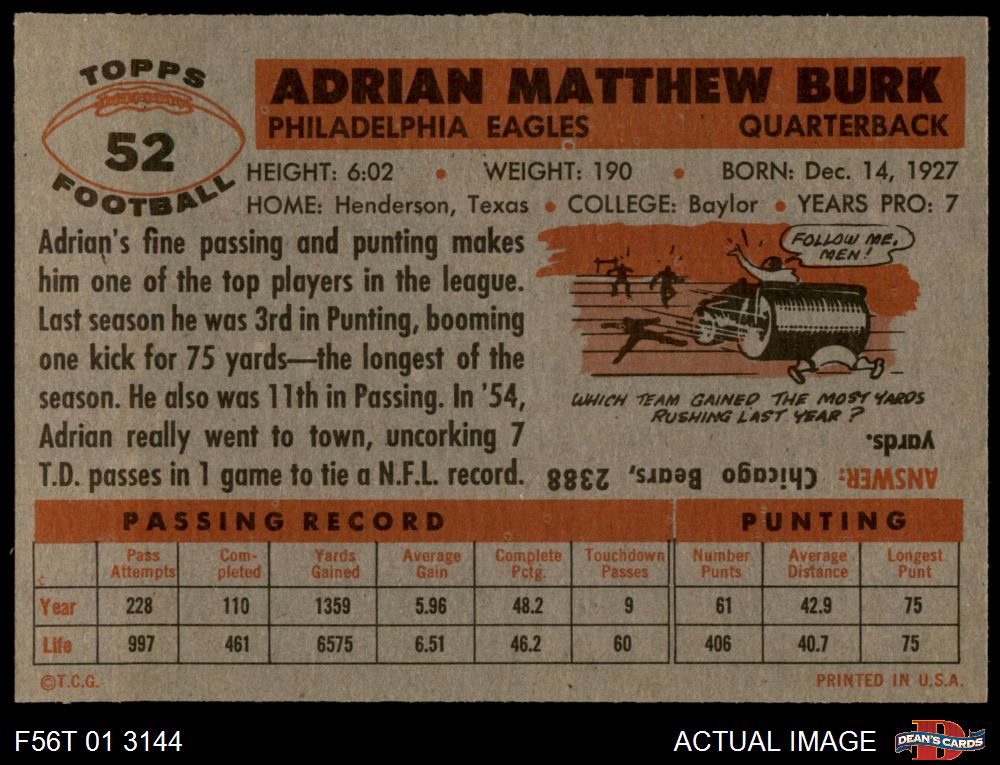 TOPPS
52
FOOTBALL
ADRIAN MATTHEW BURK
PHILADELPHIA EAGLES QUARTERBACK
HEIGHT: 6:02 • WEIGHT: 190 • BORN: Dec. 14, 1927
HOME: Henderson, Texas • COLLEGE: Baylor • YEARS PRO: 7
Adrian's fine passing and punting makes
him one of the top players in the league.
Last season he was 3rd in Punting, booming
one kick for 75 yards—the longest of the
season. He also was 11th in Passing. In '54,
Adrian really went to town, uncorking 7
T.D. passes in 1 game to tie a N.F.L. record.
FOLLOW ME,
MEN!
WHICH TEAM GAINED THE MOST YARDS
RUSHING LAST YEAR?
ANSWER: Chicago Bears, 2388
yards.
PASSING RECORD PUNTING
Pass Attempts Com-pleted Yards Gained Average Gain Complete Pctg. Touchdown Passes Number Punts Average Distance Longest Punt
Year 228 110 1359 5.96 48.2 9 61 42.9 75
Life 997 461 6575 6.51 46.2 60 406 40.7 75
©T.C.G. PRINTED IN U.S.A.
F56T 01 3144 ACTUAL IMAGE DEAN'S CARDS